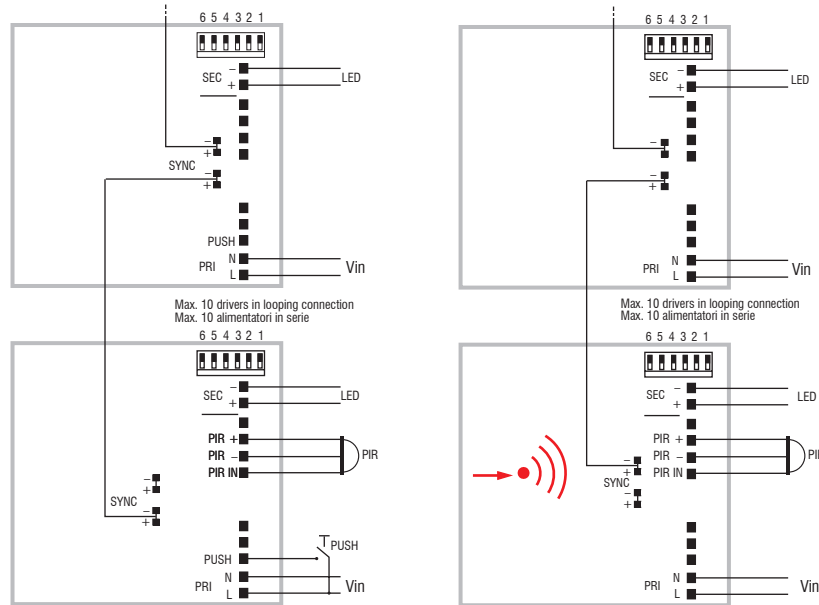 6 5 4 3 2 1
SEC
−
+
LED
−
+
SYNC
−
+
PUSH
N
PRI
L
Vin
Max. 10 drivers in looping connection
Max. 10 alimentatori in serie
6 5 4 3 2 1
SEC
−
+
LED
PIR +
PIR −
PIR IN
PIR
−
+
SYNC
−
+
PUSH
PUSH
N
PRI
L
Vin
6 5 4 3 2 1
SEC
−
+
LED
−
+
−
+
N
PRI
L
Vin
Max. 10 drivers in looping connection
Max. 10 alimentatori in serie
6 5 4 3 2 1
SEC
−
+
LED
PIR +
PIR −
PIR IN
−
+
SYNC
−
+
N
PRI
L
Vin